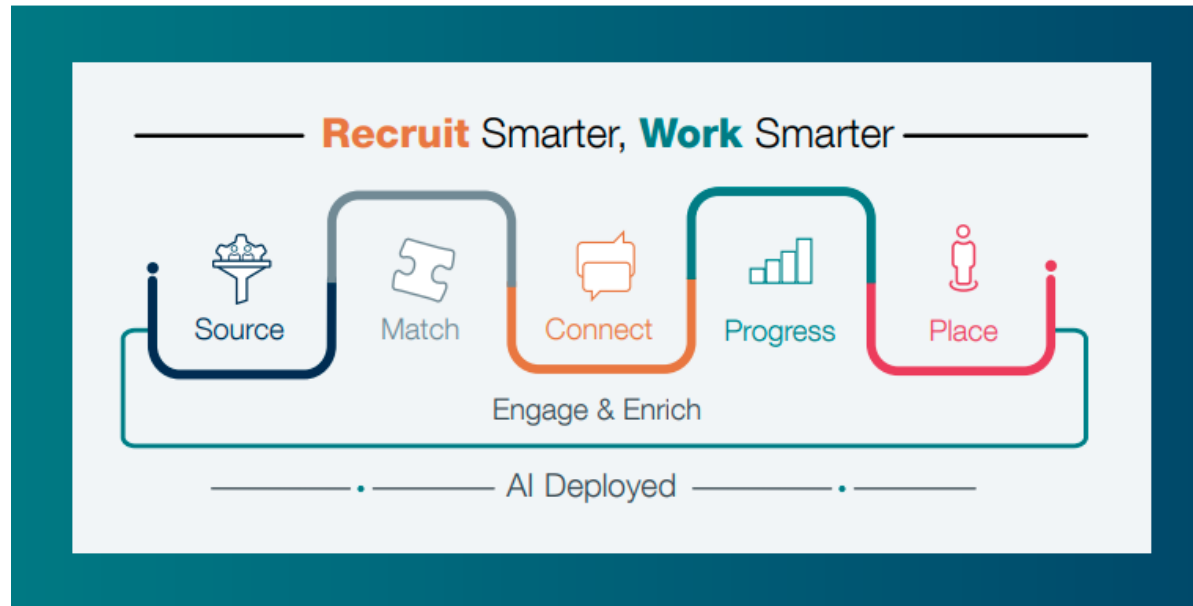 Recruit Smarter, Work Smarter
Source
Match
Connect
Progress
Place
Engage & Enrich
AI Deployed